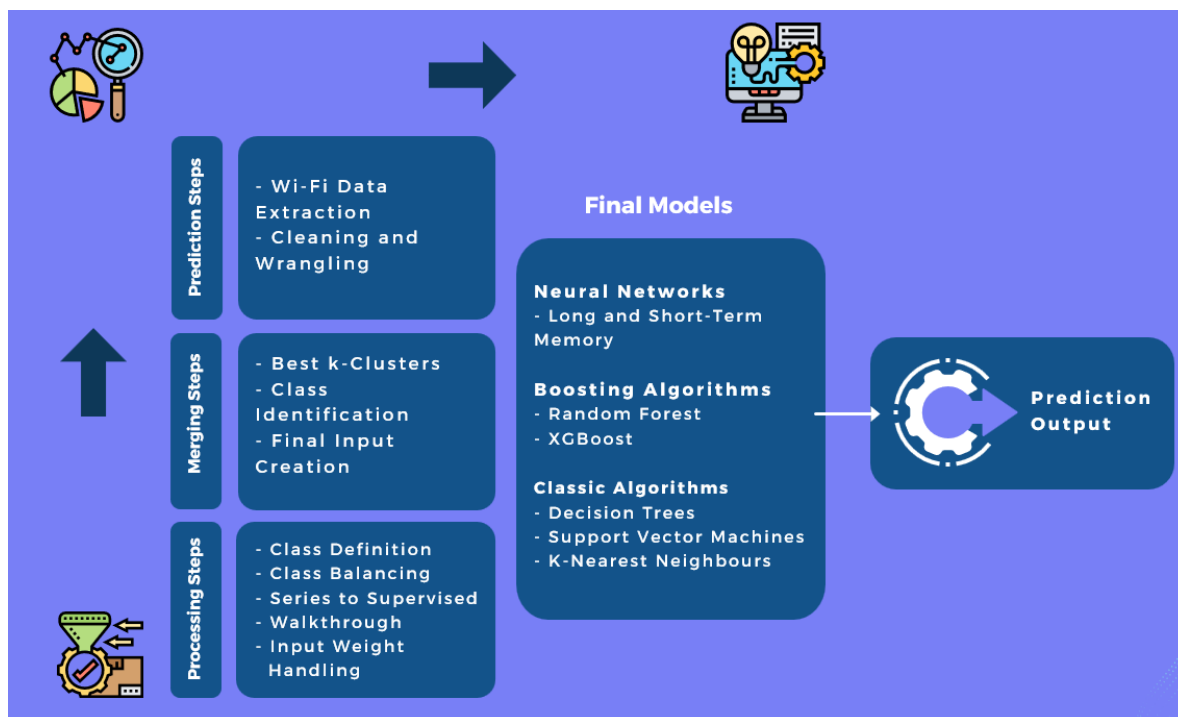 Prediction Steps
- Wi-Fi Data
Extraction
- Cleaning and
Wrangling
Merging Steps
- Best k-Clusters
- Class
Identification
- Final Input
Creation
Processing Steps
- Class Definition
- Class Balancing
- Series to Supervised
- Walkthrough
- Input Weight
Handling
Final Models
Neural Networks
- Long and Short-Term
Memory
Boosting Algorithms
- Random Forest
- XGBoost
Classic Algorithms
- Decision Trees
- Support Vector Machines
- K-Nearest Neighbours
Prediction
Output